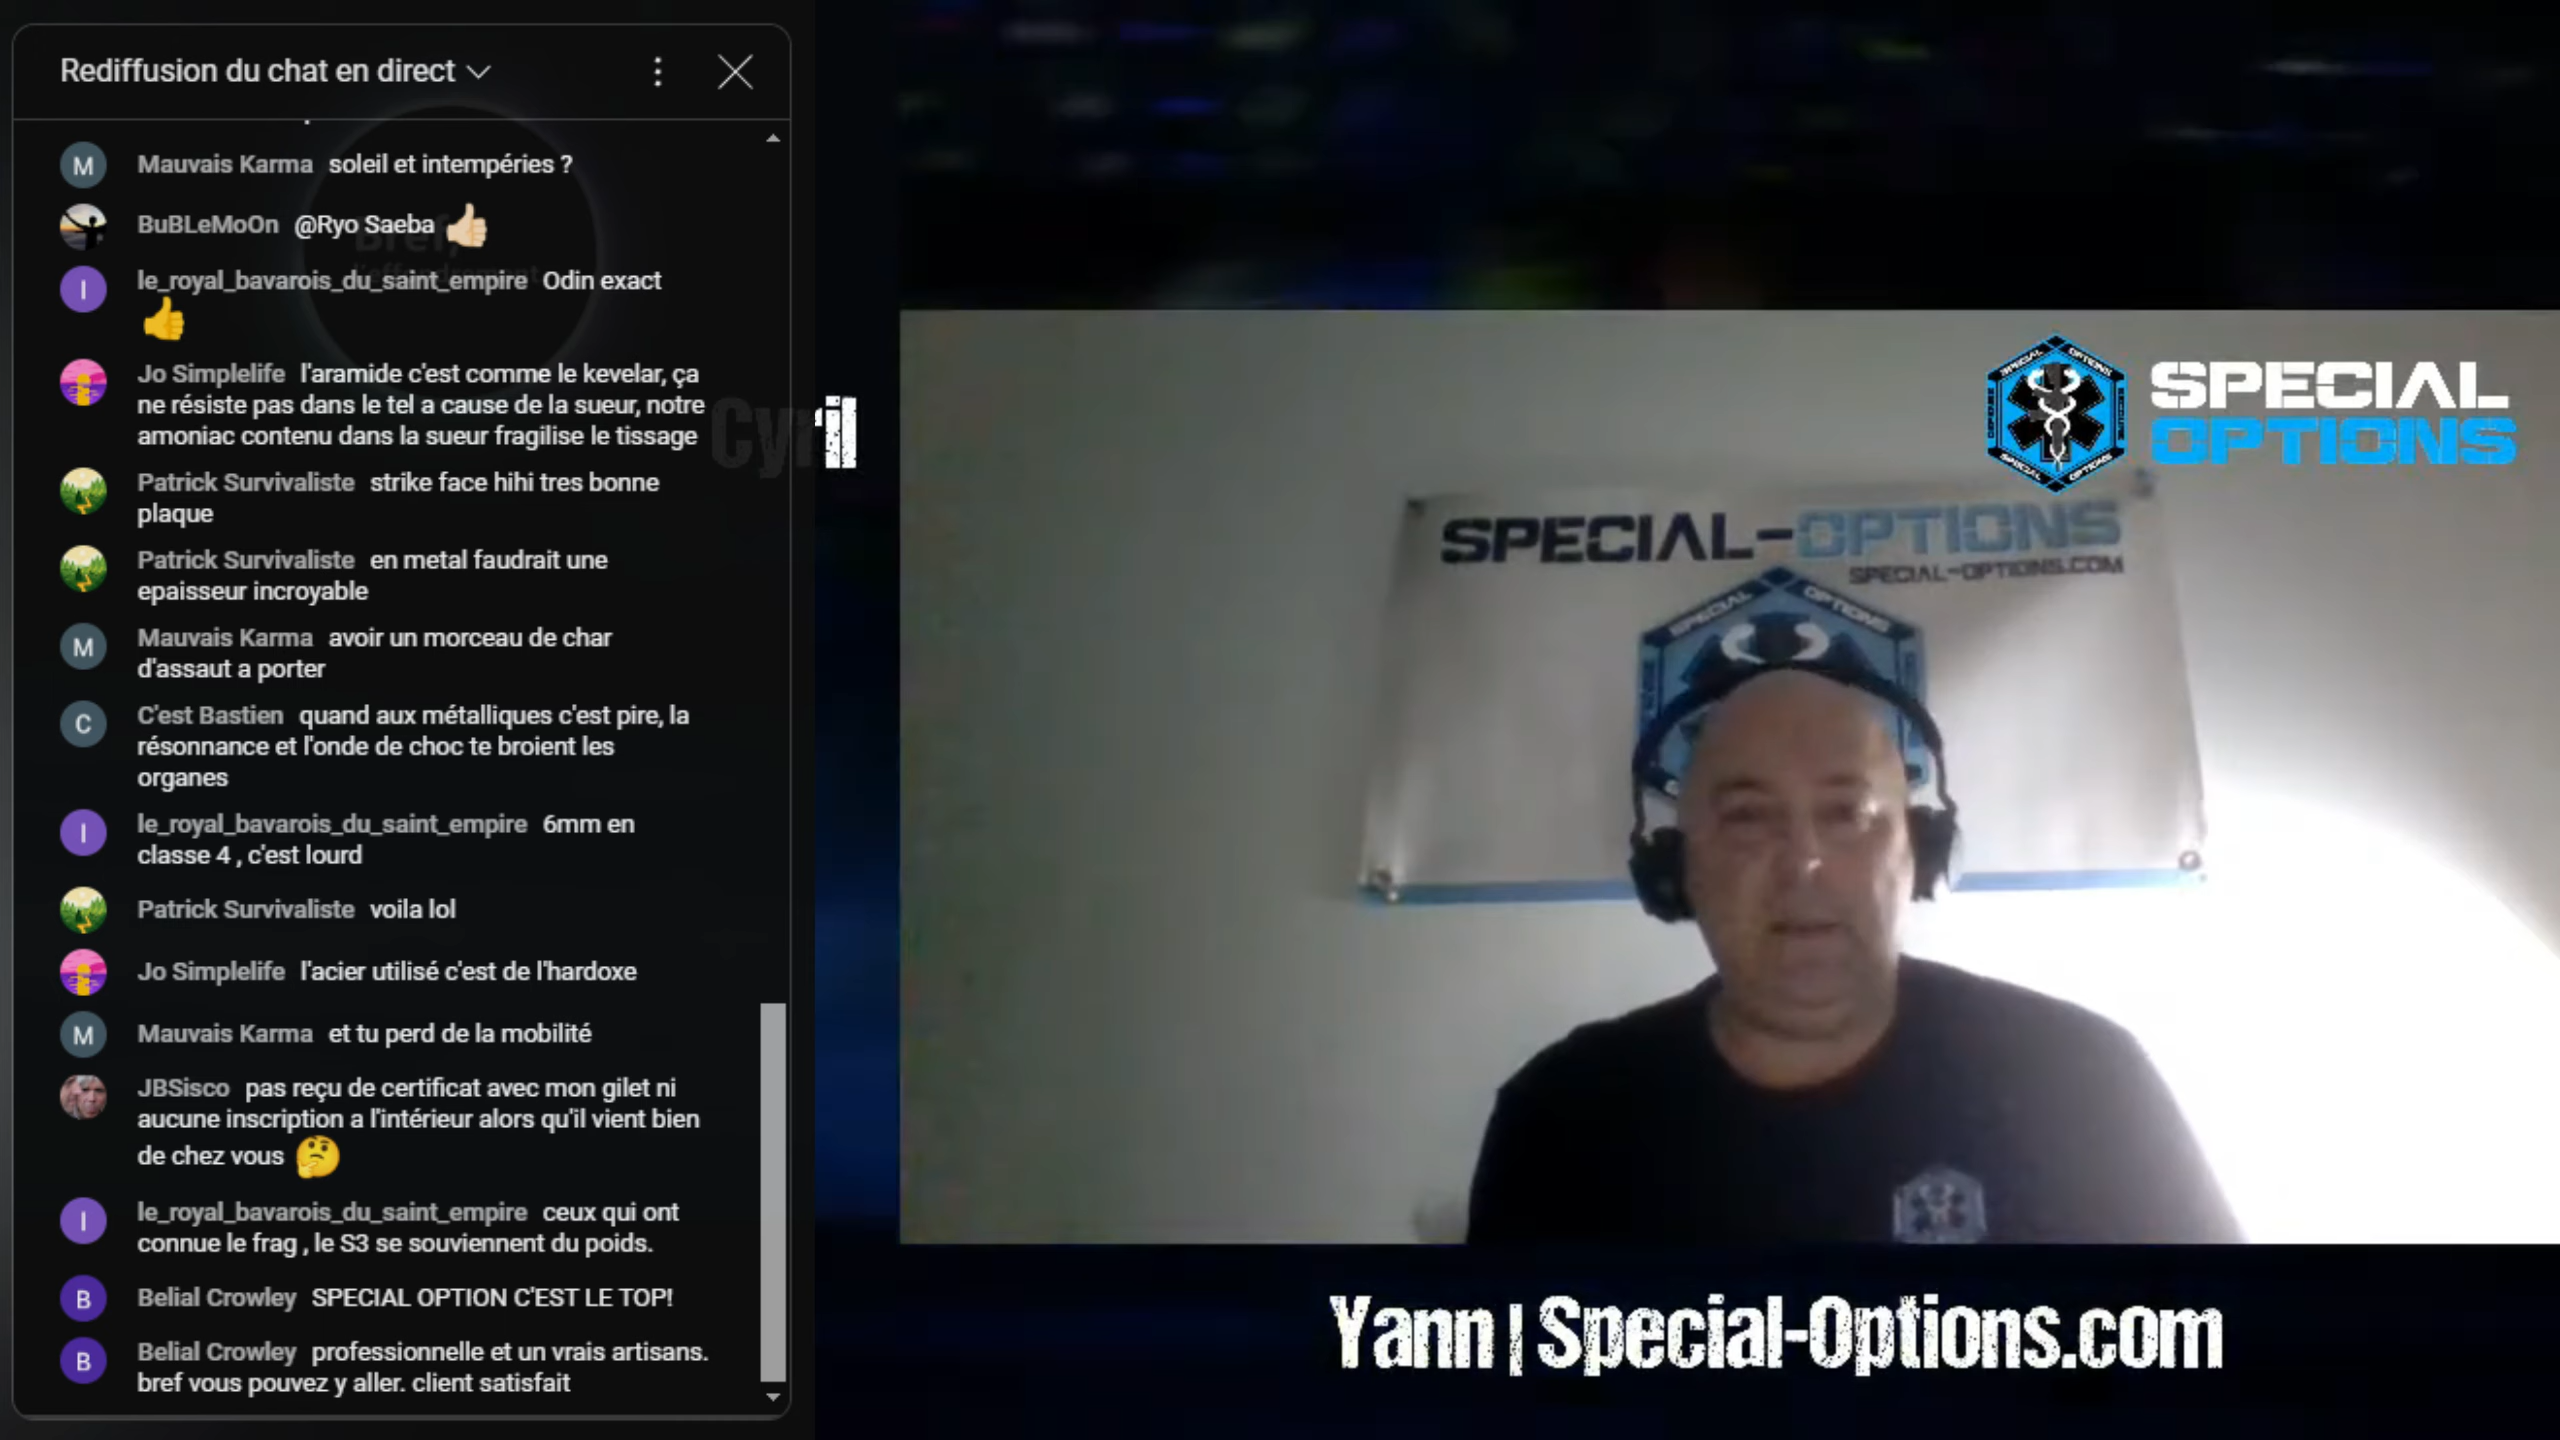 Rediffusion du chat en direct
M
Mauvais Karma soleil et intempéries ?
BuBLeMoOn @Ryo Saeba 👍🏻
Bref,
I
le_royal_bavarois_du_saint_empire Odin exact
👍
Jo Simplelife l'aramide c'est comme le kevelar, ça
ne résiste pas dans le tel a cause de la sueur, notre
amoniac contenu dans la sueur fragilise le tissage
Cyril
Patrick Survivaliste strike face hihi tres bonne
plaque
Patrick Survivaliste en metal faudrait une
epaisseur incroyable
M
Mauvais Karma avoir un morceau de char
d'assaut a porter
C
C'est Bastien quand aux métalliques c'est pire, la
résonnance et l'onde de choc te broient les
organes
I
le_royal_bavarois_du_saint_empire 6mm en
classe 4 , c'est lourd
Patrick Survivaliste voila lol
Jo Simplelife l'acier utilisé c'est de l'hardoxe
M
Mauvais Karma et tu perd de la mobilité
JBSisco pas reçu de certificat avec mon gilet ni
aucune inscription a l'intérieur alors qu'il vient bien
de chez vous 🤔
I
le_royal_bavarois_du_saint_empire ceux qui ont
connue le frag , le S3 se souviennent du poids.
B
Belial Crowley SPECIAL OPTION C'EST LE TOP!
B
Belial Crowley professionnelle et un vrais artisans.
bref vous pouvez y aller. client satisfait
SPECIAL OPTIONS
SPECIAL OPTIONS
SPECIAL
OPTIONS
SPECIAL-OPTIONS
SPECIAL-OPTIONS.COM
SPECIAL OPTIONS
Yann | Special-Options.com